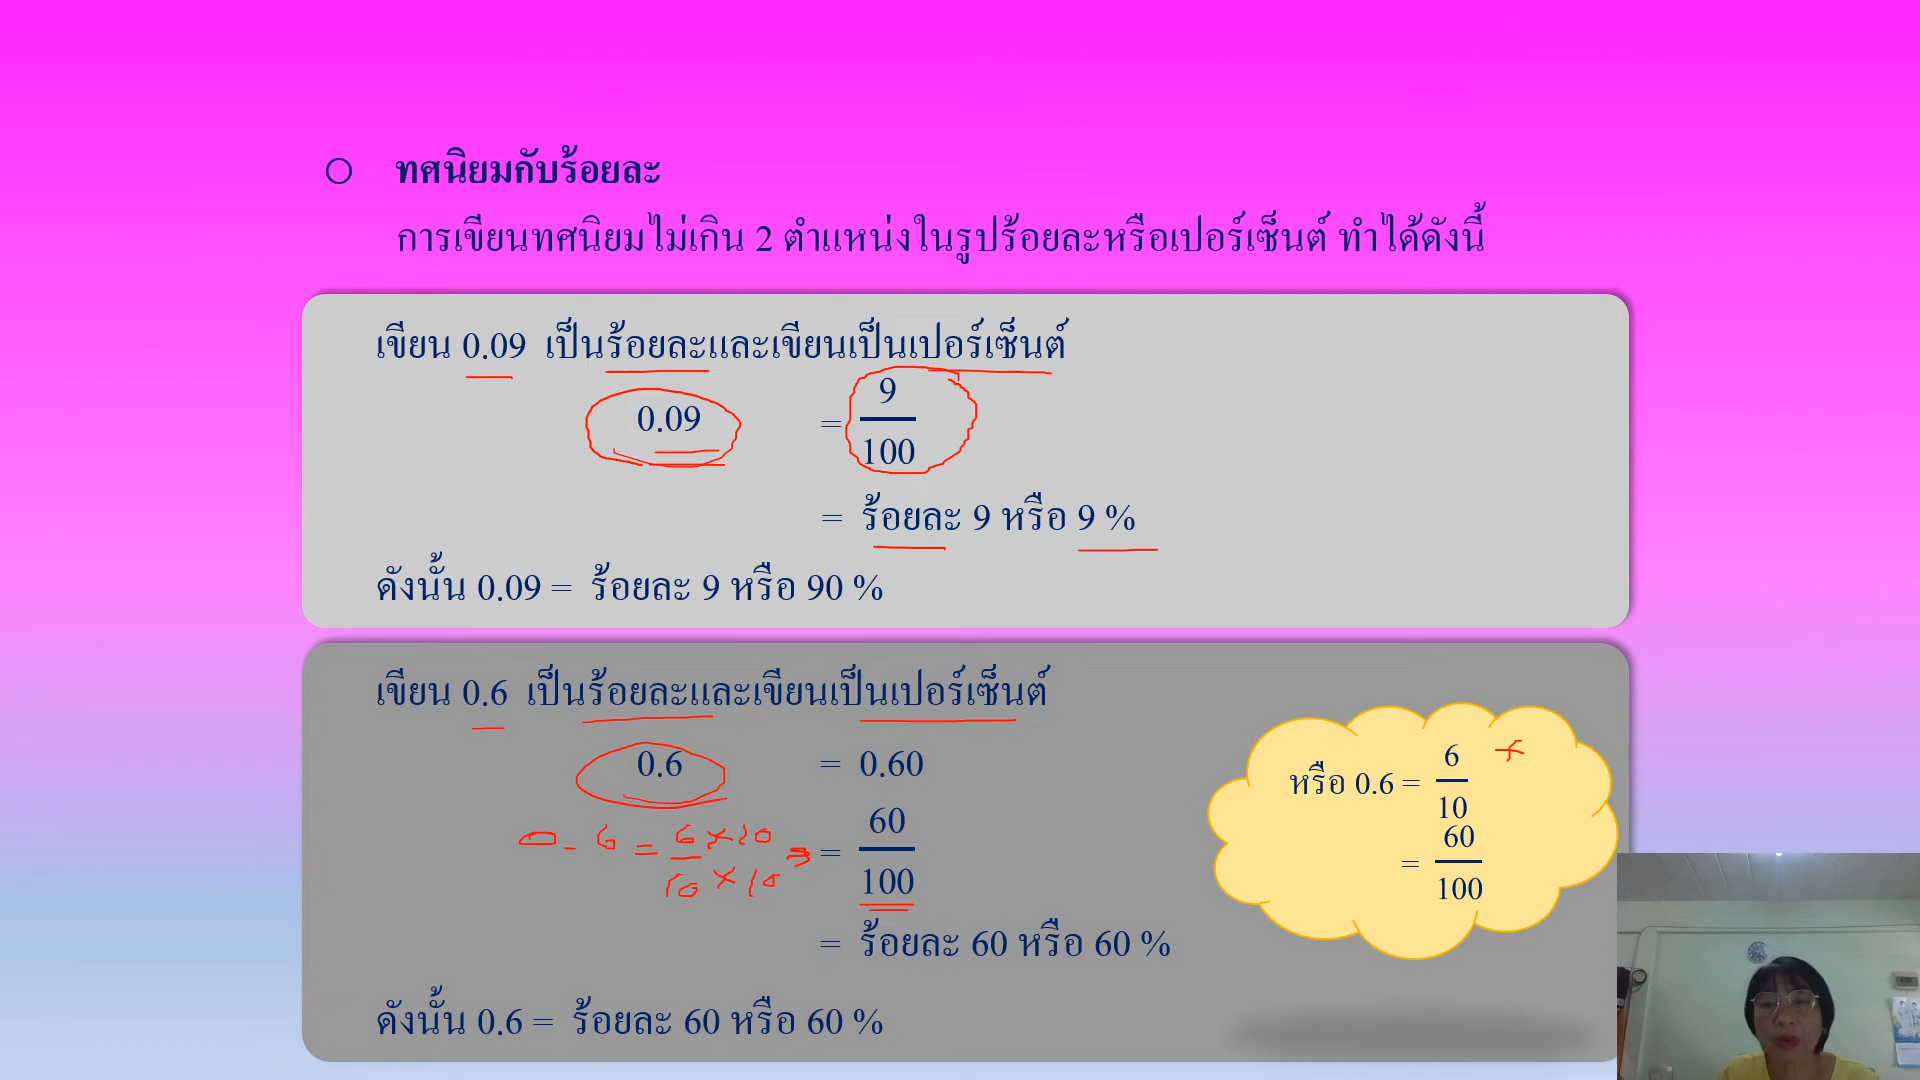 ทศนิยมกับร้อยละ
การเขียนทศนิยมไม่เกิน 2 ตำแหน่งในรูปร้อยละหรือเปอร์เซ็นต์ ทำได้ดังนี้
เขียน 0.09 เป็นร้อยละและเขียนเป็นเปอร์เซ็นต์
0.09 = 9/100
= ร้อยละ 9 หรือ 9 %
ดังนั้น 0.09 = ร้อยละ 9 หรือ 90 %
เขียน 0.6 เป็นร้อยละและเขียนเป็นเปอร์เซ็นต์
0.6 = 0.60
0.6 = 6×10/10×10 = = 60/100
= ร้อยละ 60 หรือ 60 %
ดังนั้น 0.6 = ร้อยละ 60 หรือ 60 %
หรือ 0.6 = 6/10
= 60/100